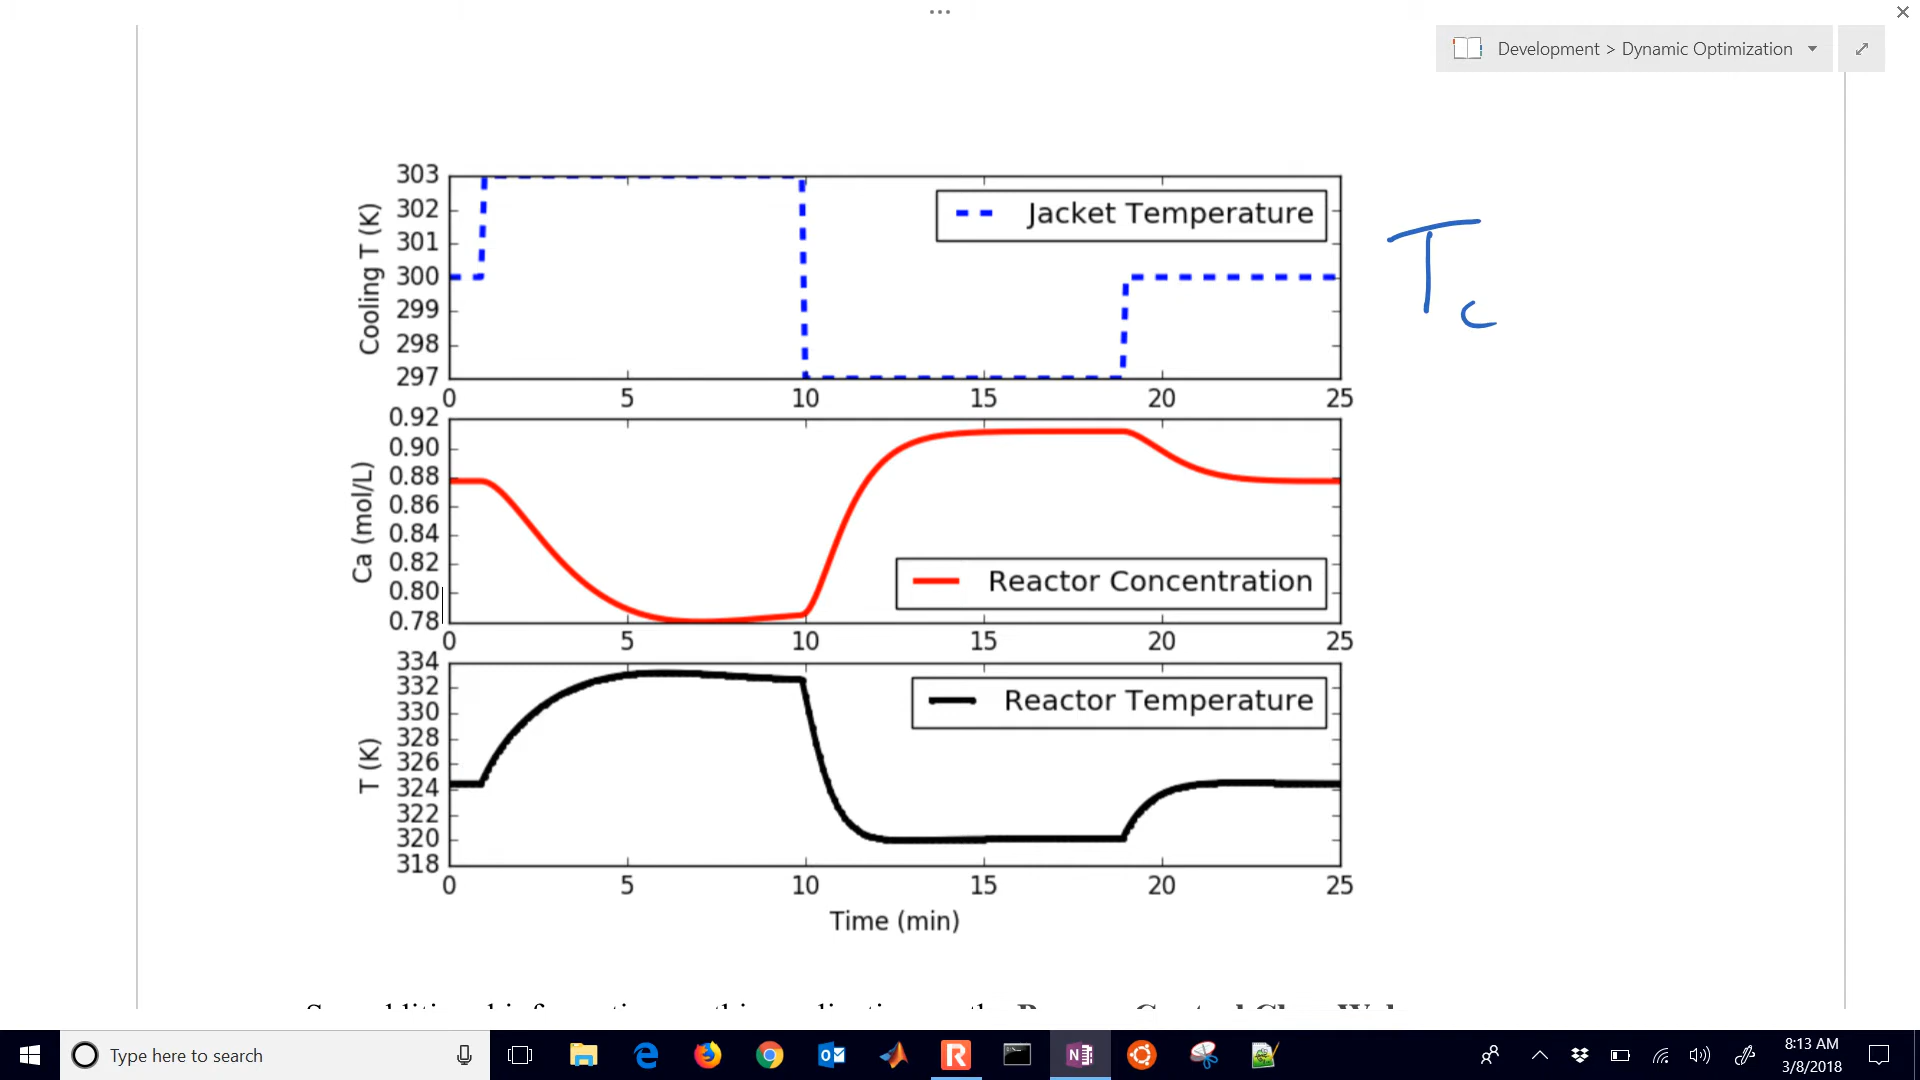 Development > Dynamic Optimization
303
302
301
300
299
298
297
Cooling T (K)
Jacket Temperature
T
c
0 5 10 15 20 25
0.92
0.90
0.88
0.86
0.84
0.82
0.80
0.78
Ca (mol/L)
Reactor Concentration
0 5 10 15 20 25
334
332
330
328
326
324
322
320
318
T (K)
Reactor Temperature
0 5 10 15 20 25
Time (min)
Type here to search
8:13 AM
3/8/2018